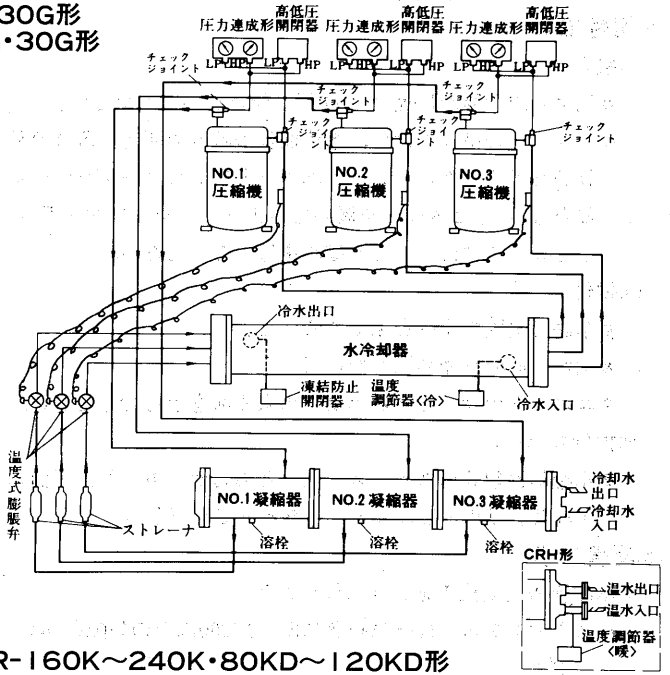 30G形
・30G形
圧力連成形
高低圧
開閉器
圧力連成形
高低圧
開閉器
圧力連成形
高低圧
開閉器
LP HP LP HP
LP HP LP HP
LP HP LP HP
チェック
ジョイント
チェック
ジョイント
チェック
ジョイント
チェック
ジョイント
チェック
ジョイント
チェック
ジョイント
NO.1
圧縮機
NO.2
圧縮機
NO.3
圧縮機
冷水出口
水冷却器
凍結防止
開閉器
温度
調節器〈冷〉
冷水入口
温度式膨脹弁
ストレーナ
NO.1凝縮器
NO.2凝縮器
NO.3凝縮器
冷却水
出口
冷却水
入口
溶栓
溶栓
溶栓
CRH形
温水出口
温水入口
温度調節器
〈暖〉
R-160K〜240K・80KD〜120KD形